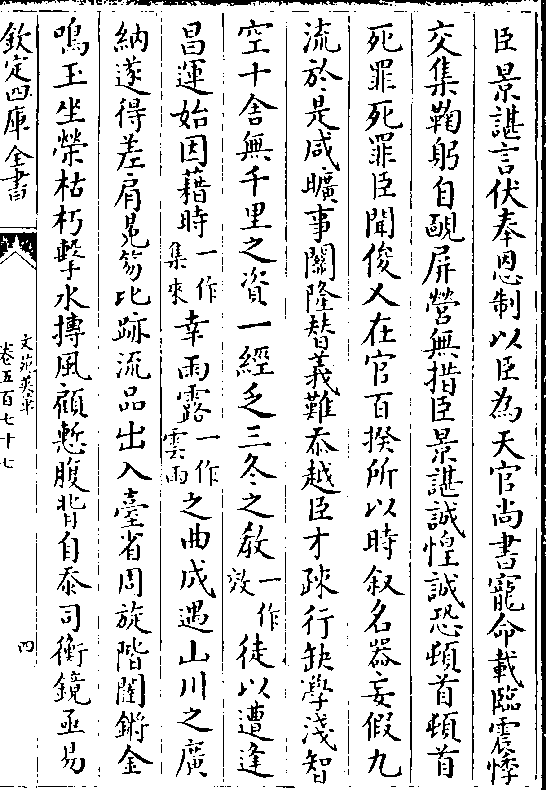 臣景諶言伏奉恩制以臣為天官尚書寵命載臨震悸
交集鞠躬自醧屏營無措臣景諶誠惶誠恐頓首頓首
死罪死罪臣聞俊乂在官百揆所以時叙名器妄假九
流於是咸曠事關隆替義難忝越臣才疎行缺學淺智
空十舍無千里之資一經乏三冬之敎一作效徒以遭逢
昌運始因藉時一作集來幸雨露一作雲雨之曲成遇山川之廣
納遂得差肩冕笏比跡流品出入臺省周旋階闥鏘金
鳴玉坐榮枯朽擊水摶風顧慙腹背自泰司衡鏡亟易
欽定四庫全書
文苑英華
卷五百七十七
四